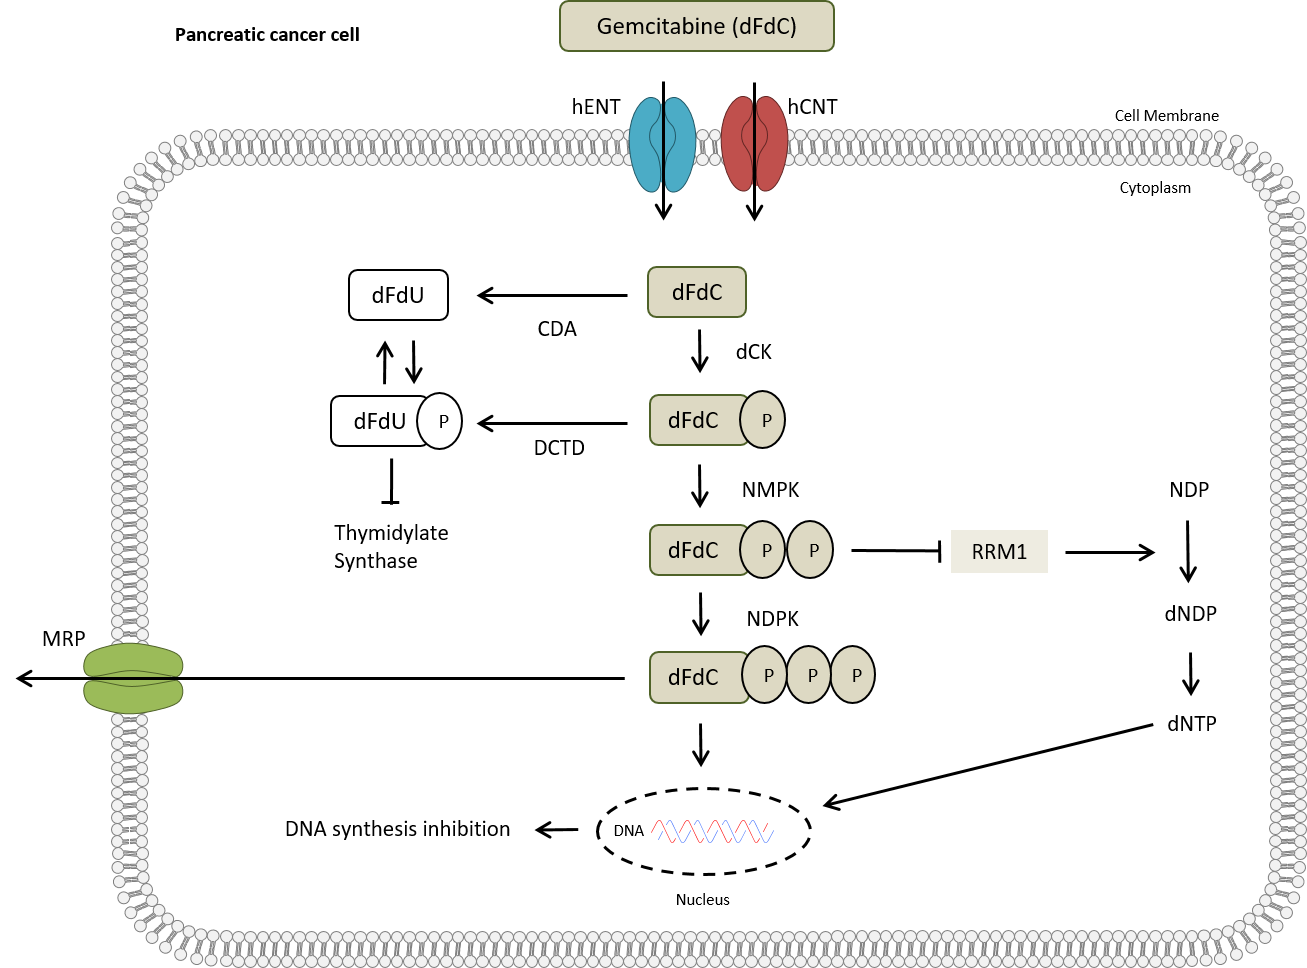 Gemcitabine (dFdC)
Pancreatic cancer cell
hENT
hCNT
Cell Membrane
Cytoplasm
dFdU
dFdC
CDA
dCK
dFdU P
dFdC P
DCTD
NMPK
NDP
Thymidylate
Synthase
dFdC P P
RRM1
NDPK
dNDP
MRP
dFdC P P P
dNTP
DNA synthesis inhibition
DNA
Nucleus